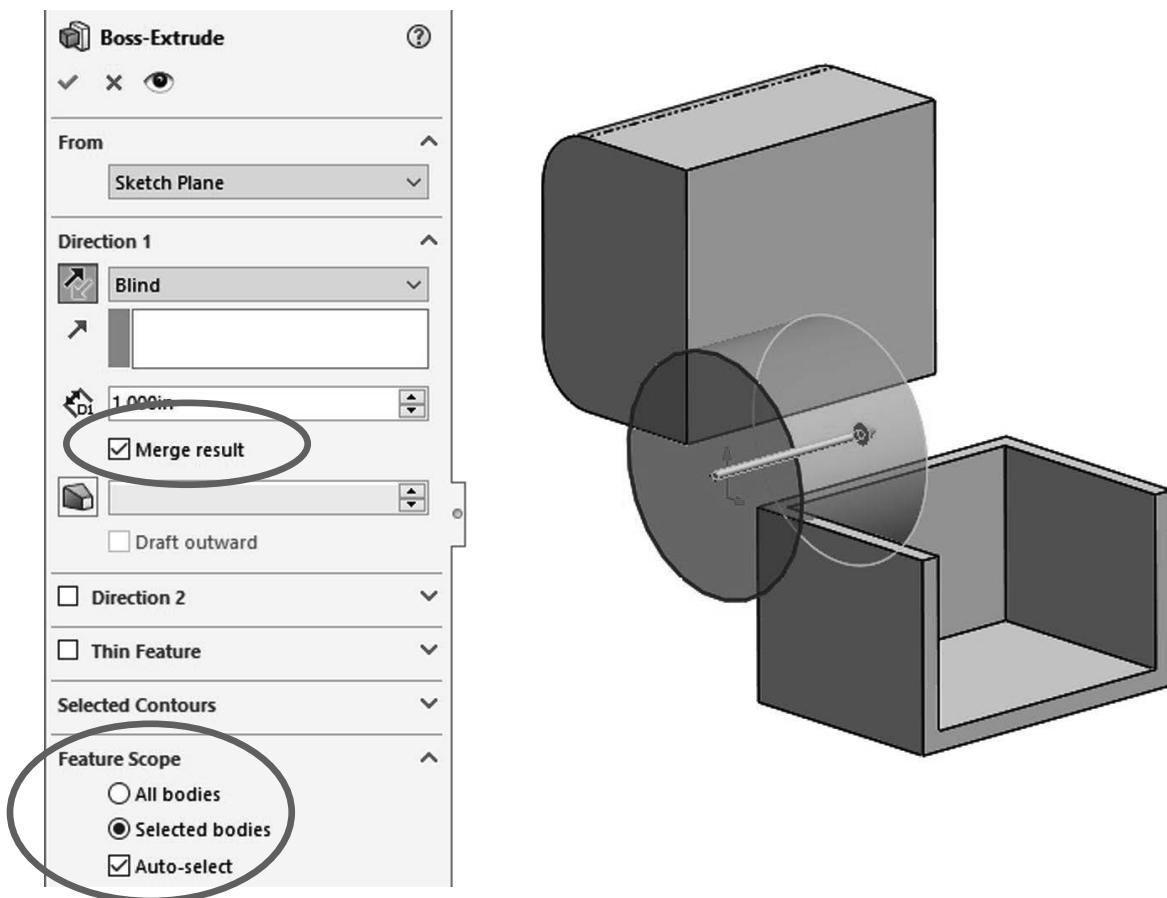 Boss-Extrude
From
Sketch Plane
Direction 1
Blind
D1
1.000in
Merge result
Draft outward
Direction 2
Thin Feature
Selected Contours
Feature Scope
All bodies
Selected bodies
Auto-select